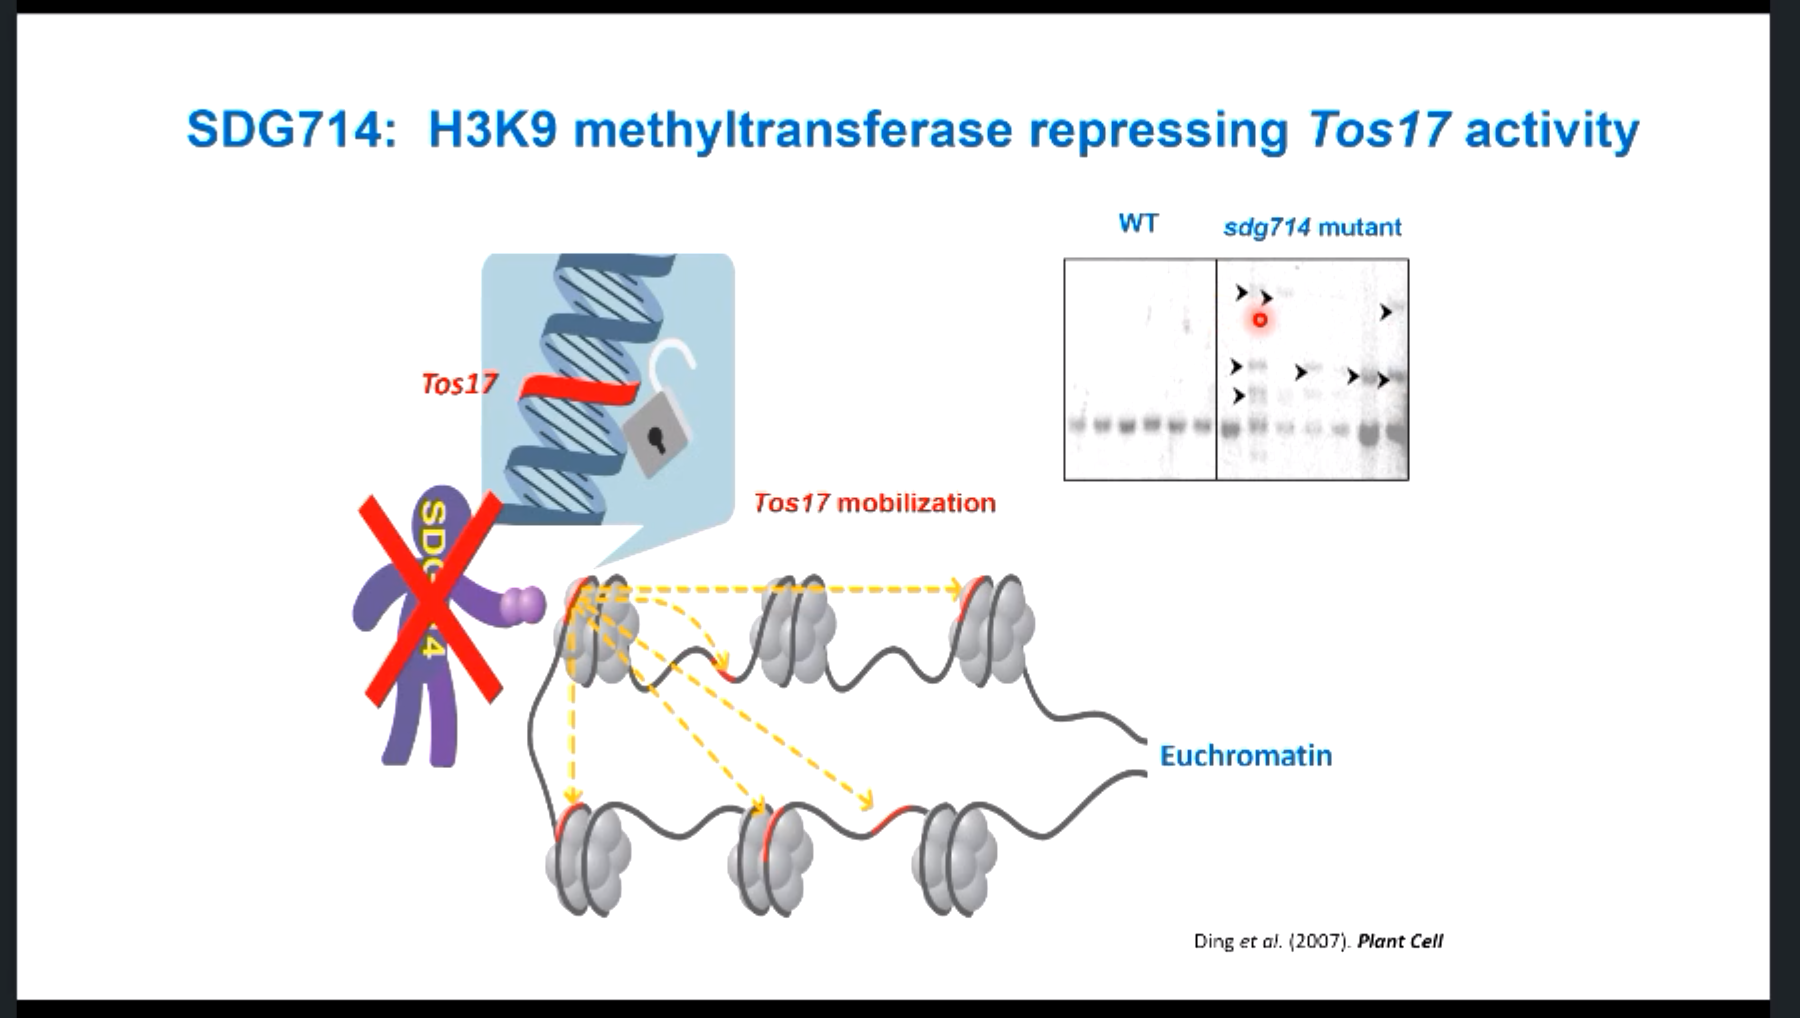 SDG714: H3K9 methyltransferase repressing Tos17 activity
WT
sdg714 mutant
Tos17
Tos17 mobilization
Euchromatin
Ding et al. (2007). Plant Cell